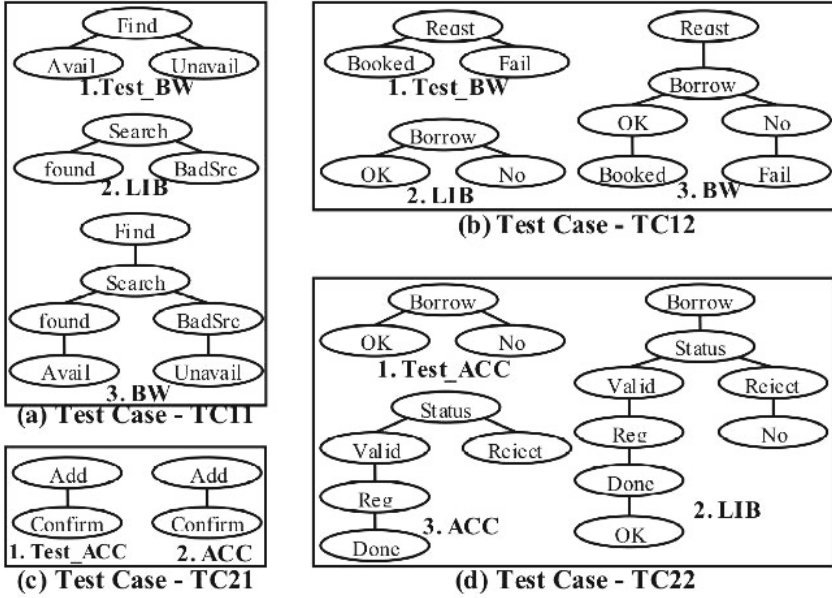 Find
Avail Unavail
1.Test_BW
Search
found BadSrc
2. LIB
Find
Search
found BadSrc
Avail Unavail
3. BW
(a) Test Case - TC11
Reqst
Booked Fail
1. Test_BW
Borrow
OK No
2. LIB
Reqst
Borrow
OK No
Booked Fail
3. BW
(b) Test Case - TC12
Add Add
Confirm Confirm
1. Test_ACC 2. ACC
(c) Test Case - TC21
Borrow
OK No
1. Test_ACC
Status
Valid Reject
Reg
Done
3. ACC
Borrow
Status
Valid Reject
Reg No
Done
OK
2. LIB
(d) Test Case - TC22